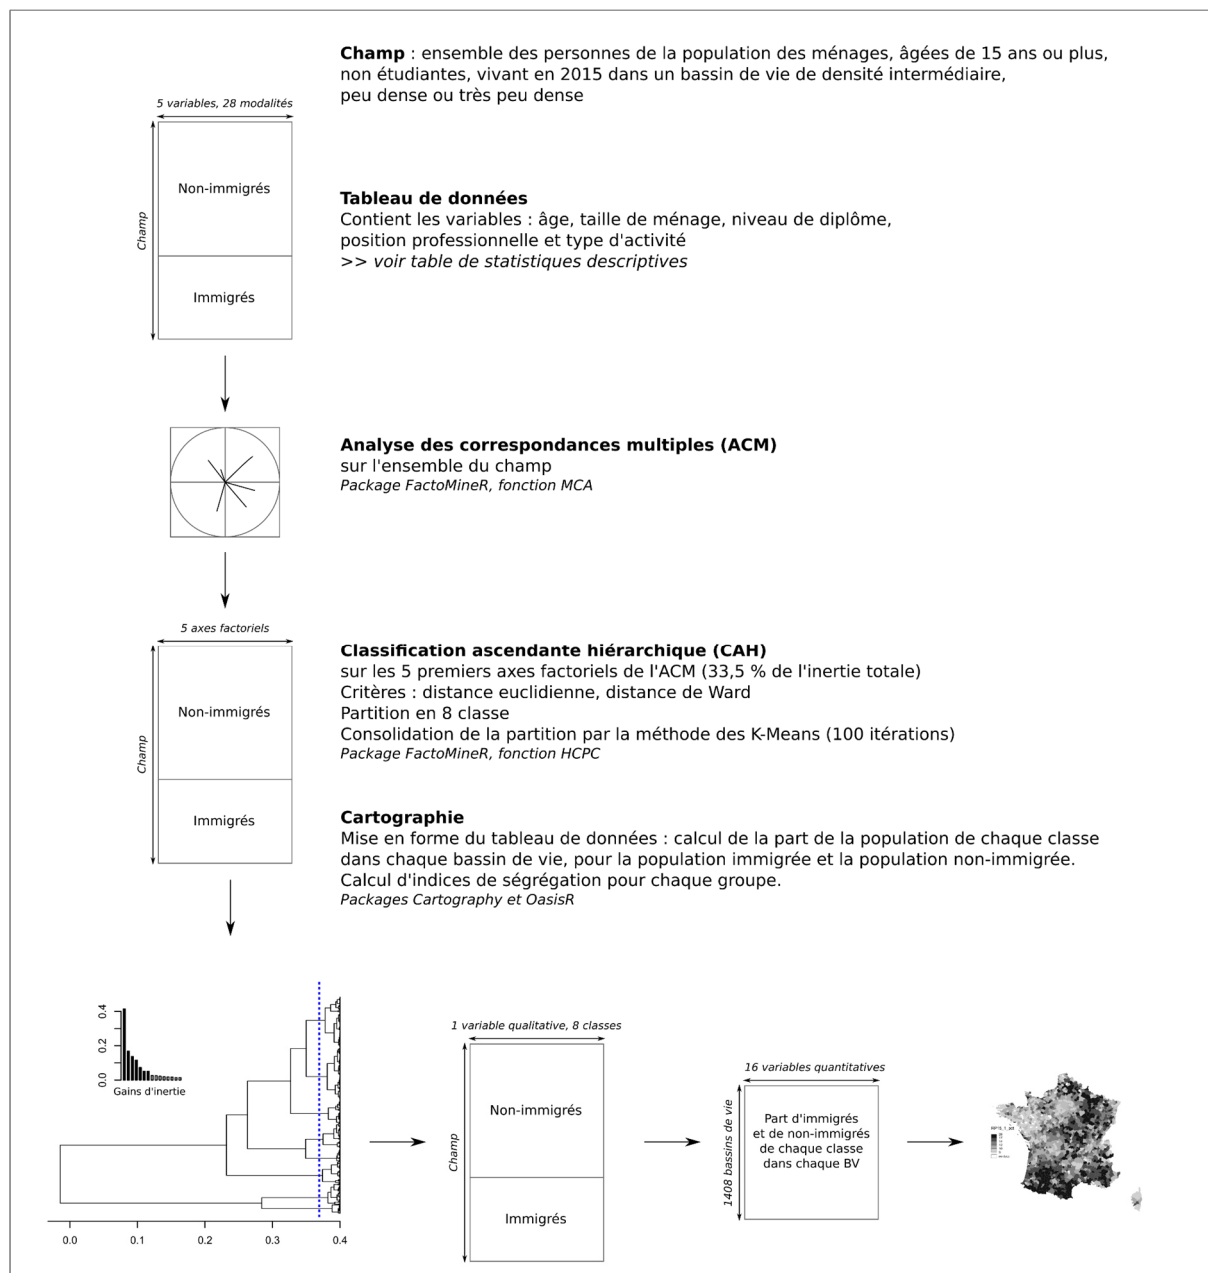 Champ : ensemble des personnes de la population des ménages, âgées de 15 ans ou plus,
non étudiantes, vivant en 2015 dans un bassin de vie de densité intermédiaire,
peu dense ou très peu dense
5 variables, 28 modalités
Champ
Non-immigrés
Immigrés
Tableau de données
Contient les variables : âge, taille de ménage, niveau de diplôme,
position professionnelle et type d'activité
>> voir table de statistiques descriptives
Analyse des correspondances multiples (ACM)
sur l'ensemble du champ
Package FactoMineR, fonction MCA
5 axes factoriels
Champ
Non-immigrés
Immigrés
Classification ascendante hiérarchique (CAH)
sur les 5 premiers axes factoriels de l'ACM (33,5 % de l'inertie totale)
Critères : distance euclidienne, distance de Ward
Partition en 8 classe
Consolidation de la partition par la méthode des K-Means (100 itérations)
Package FactoMineR, fonction HCPC
Cartographie
Mise en forme du tableau de données : calcul de la part de la population de chaque classe
dans chaque bassin de vie, pour la population immigrée et la population non-immigrée.
Calcul d'indices de ségrégation pour chaque groupe.
Packages Cartography et OasisR
0.4
0.2
0.0
Gains d'inertie
0.0 0.1 0.2 0.3 0.4
1 variable qualitative, 8 classes
Champ
Non-immigrés
Immigrés
16 variables quantitatives
1408 bassins de vie
Part d'immigrés
et de non-immigrés
de chaque classe
dans chaque BV